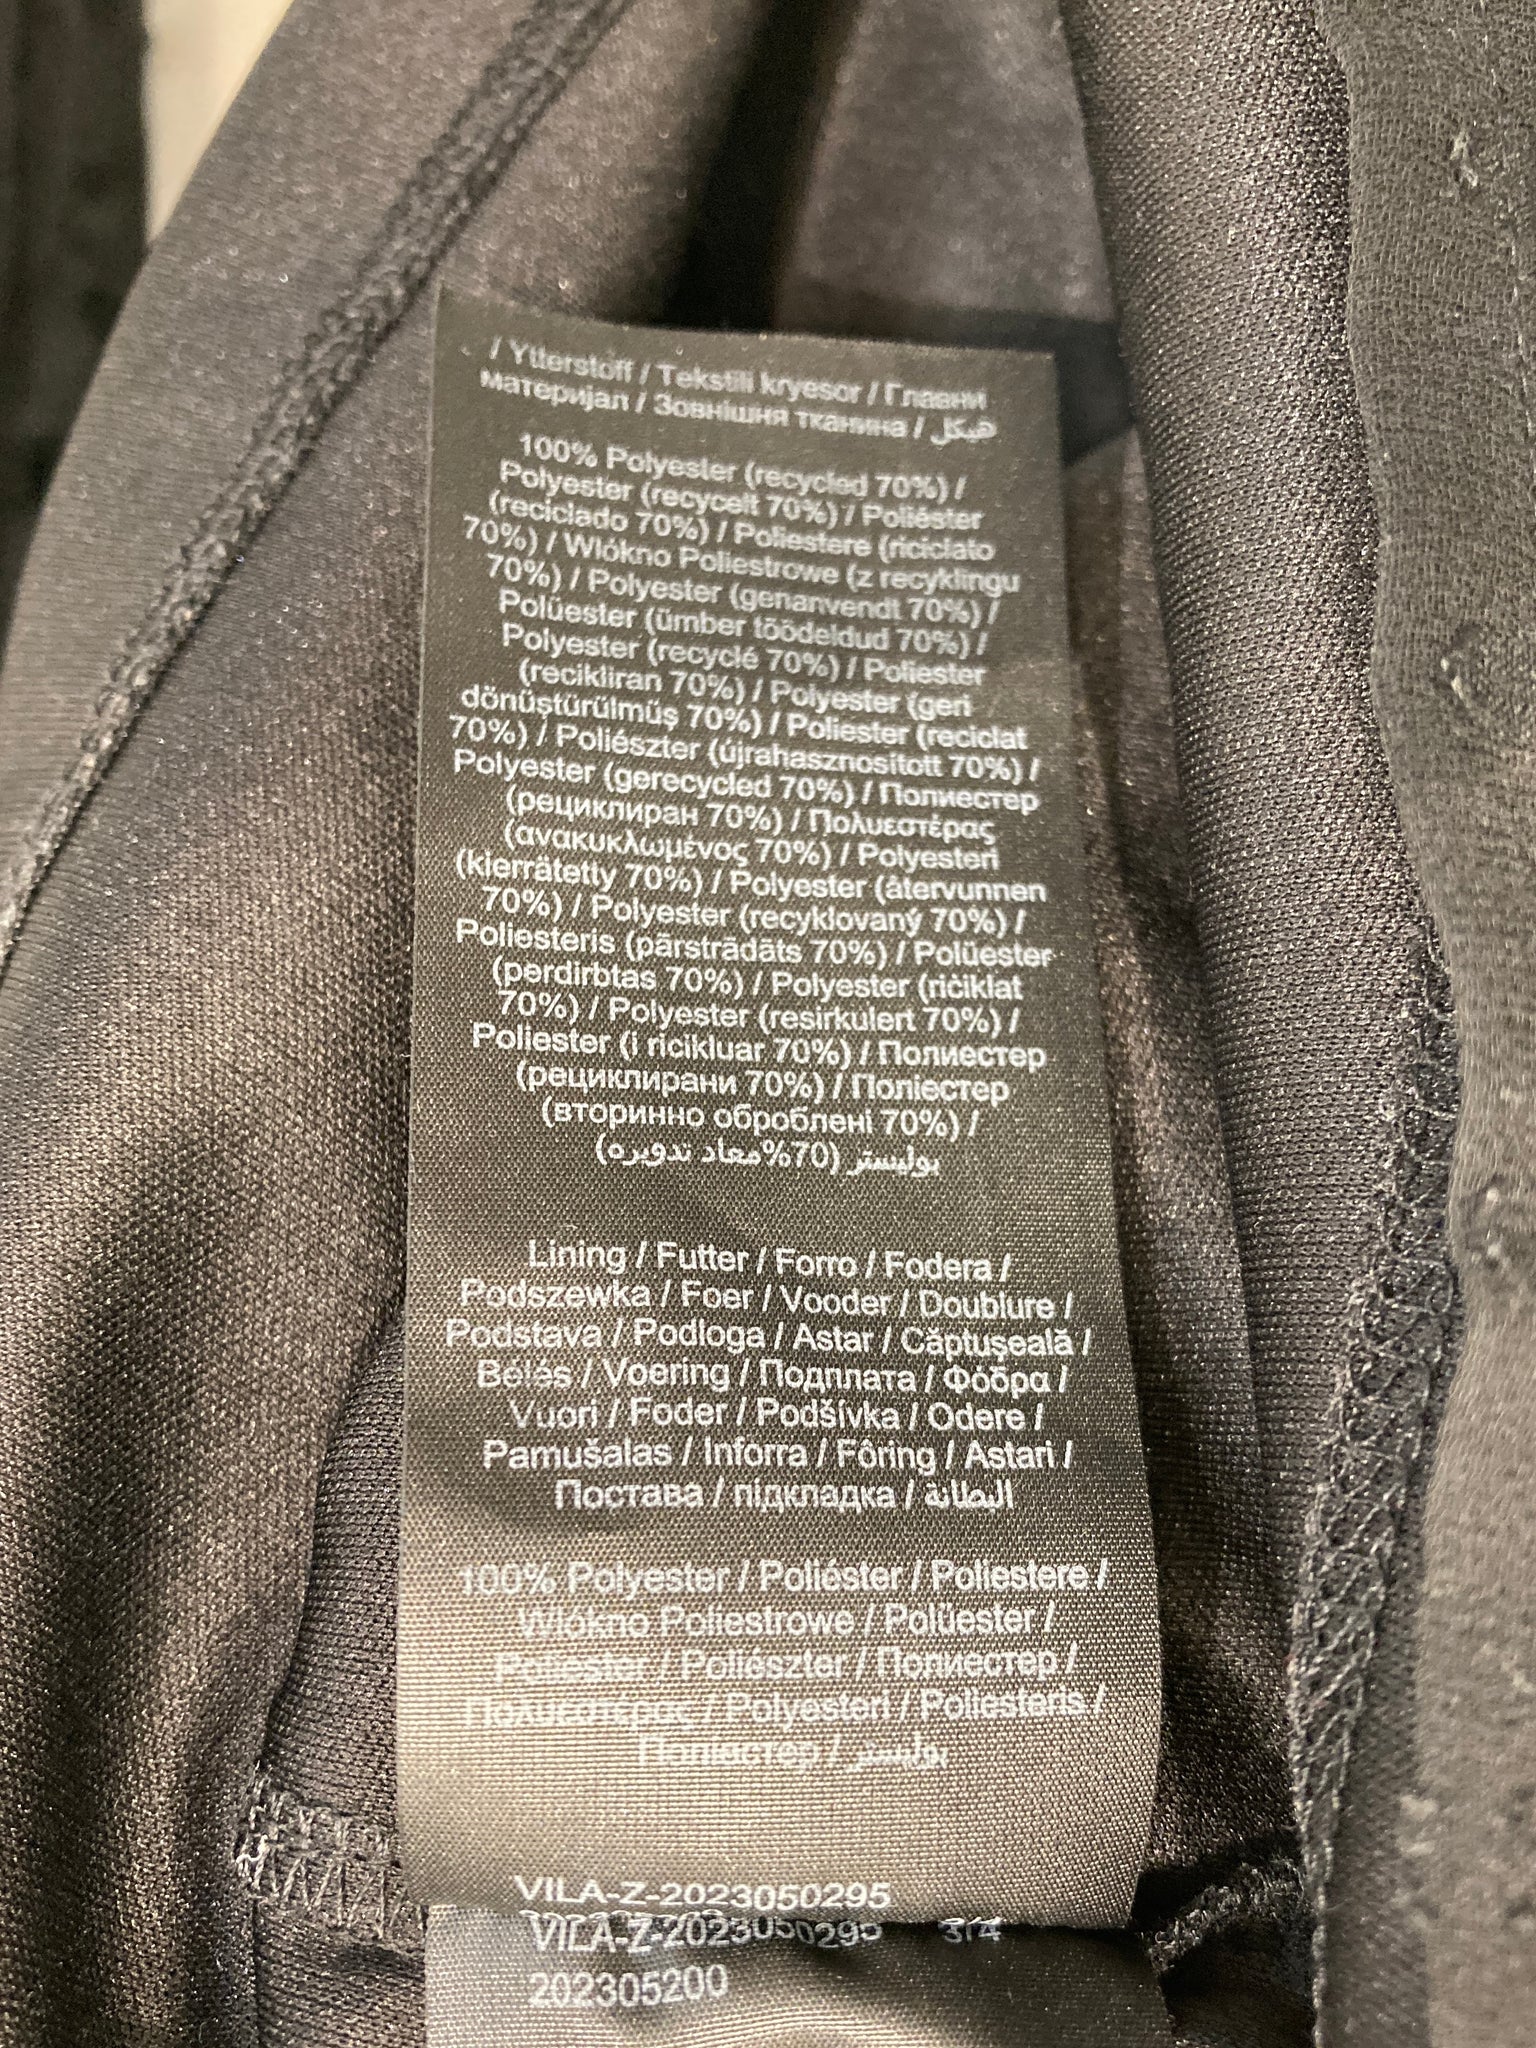 / Ytterstoff / Tekstili kryesor / Главни
материјал / Зовнішня тканина / هيكل
100% Polyester (recycled 70%) /
Polyester (recycelt 70%) / Poliéster
(reciclado 70%) / Poliestere (riciclato
70%) / Wlókno Poliestrowe (z recyklingu
70%) / Polyester (genanvendt 70%) /
Polüester (ümber töödeldud 70%) /
Polyester (recyclé 70%) / Poliester
(recikliran 70%) / Polyester (geri
dönüştürülmüş 70%) / Poliester (reciclat
70%) / Poliészter (újrahasznosított 70%) /
Polyester (gerecycled 70%) / Полиестер
(рециклиран 70%) / Πολυεστέρας
(ανακυκλωμένος 70%) / Polyesteri
(kierrätetty 70%) / Polyester (återvunnen
70%) / Polyester (recyklovaný 70%) /
Poliesteris (pārstrādāts 70%) / Polüester
(perdirbtas 70%) / Polyester (riċiklat
70%) / Polyester (resirkulert 70%) /
Poliester (i ricikluar 70%) / Полиестер
(рециклирани 70%) / Поліестер
(вторинно оброблені 70%) /
بوليستر (70%معاد تدويره)
Lining / Futter / Forro / Fodera /
Podszewka / Foer / Vooder / Doublure /
Podstava / Podloga / Astar / Căptuşeală /
Bélés / Voering / Подплата / Φόδρα /
Vuori / Foder / Podšívka / Odere /
Pamušalas / Inforra / Fôring / Astari /
Постава / підкладка / البطانة
100% Polyester / Poliéster / Poliestere /
Wlókno Poliestrowe / Polüester /
Poliester / Poliészter / Полиестер /
Πολυεστέρας / Polyesteri / Poliesteris /
Поліестер / بوليستر
VILA-Z-2023050295
VILA-Z-2023050295 3/4
202305200